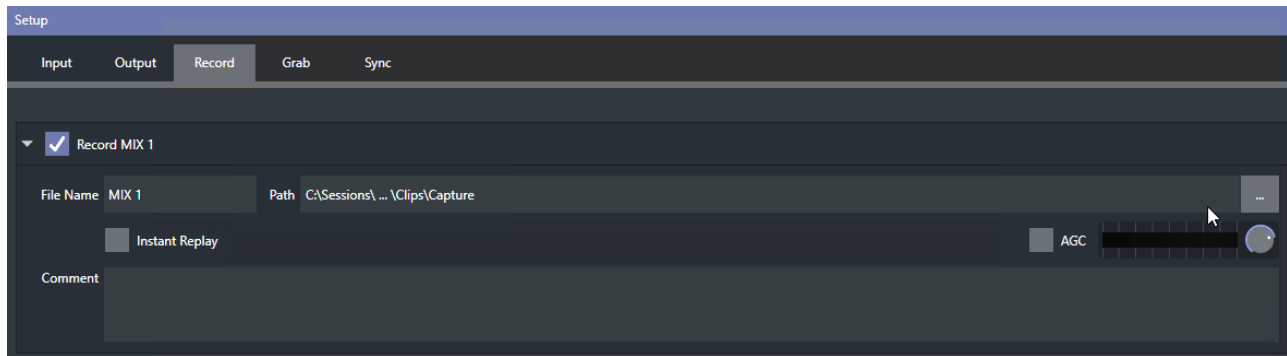 Setup
Input Output Record Grab Sync
Record MIX 1
File Name MIX 1 Path C:\Sessions\ ... \Clips\Capture ...
Instant Replay AGC
Comment